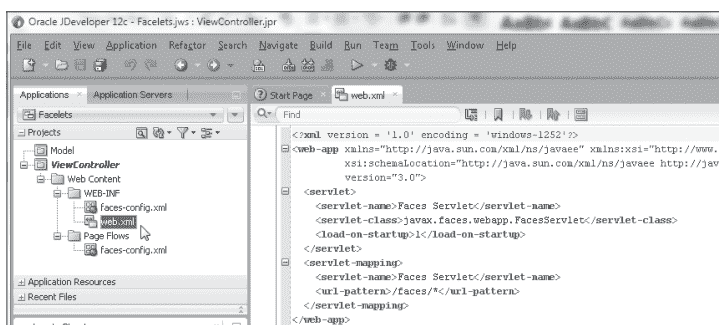 Oracle JDeveloper 12c - Facelets.jws : ViewController.jpr
File Edit View Application Refactor Search Navigate Build Run Team Tools Window Help
Applications Application Servers
Facelets
Projects
Model
ViewController
Web Content
WEB-INF
faces-config.xml
web.xml
Page Flows
faces-config.xml
Application Resources
Recent Files
Start Page web.xml
Find
<?xml version = '1.0' encoding = 'windows-1252'?>
<web-app xmlns="http://java.sun.com/xml/ns/javaee" xmlns:xsi="http://www.
xsi:schemaLocation="http://java.sun.com/xml/ns/javaee http://jav
version="3.0">
<servlet>
<servlet-name>Faces Servlet</servlet-name>
<servlet-class>javax.faces.webapp.FacesServlet</servlet-class>
<load-on-startup>1</load-on-startup>
</servlet>
<servlet-mapping>
<servlet-name>Faces Servlet</servlet-name>
<url-pattern>/faces/*</url-pattern>
</servlet-mapping>
</web-app>